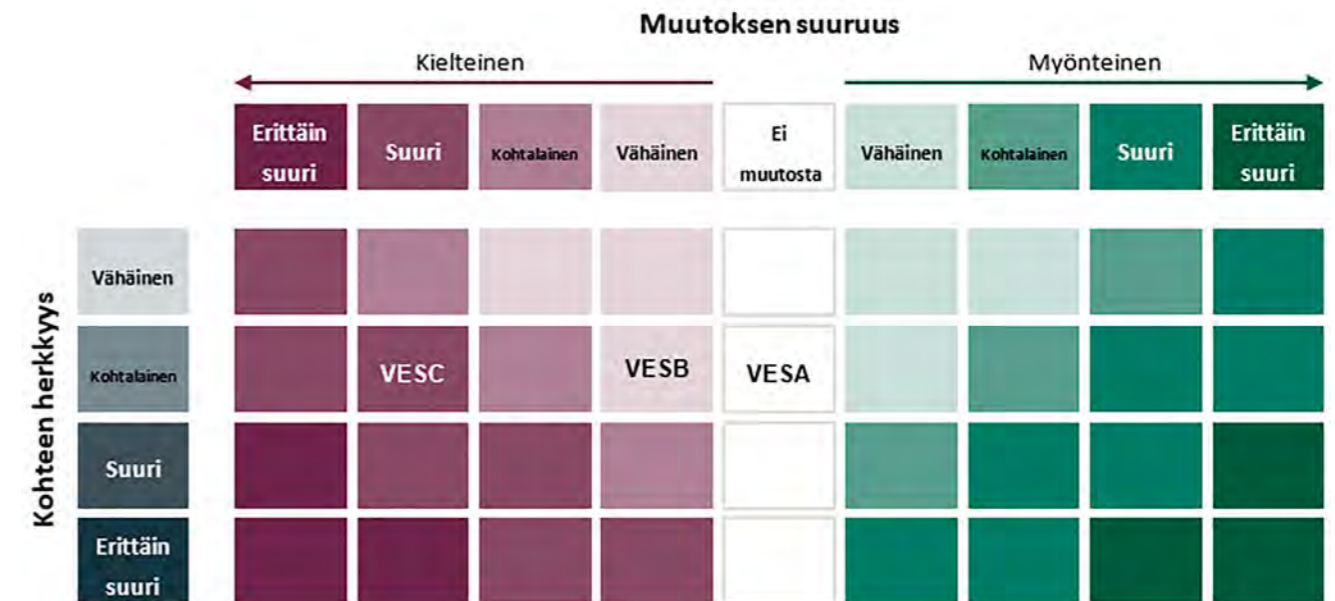 Muutoksen suuruus
Kielteinen
Myönteinen
Erittäin
suuri
Suuri
Kohtalainen
Vähäinen
Ei
muutosta
Vähäinen
Kohtalainen
Suuri
Erittäin
suuri
Kohteen herkkyys
Vähäinen
Kohtalainen
VESC
VESB
VESA
Suuri
Erittäin
suuri